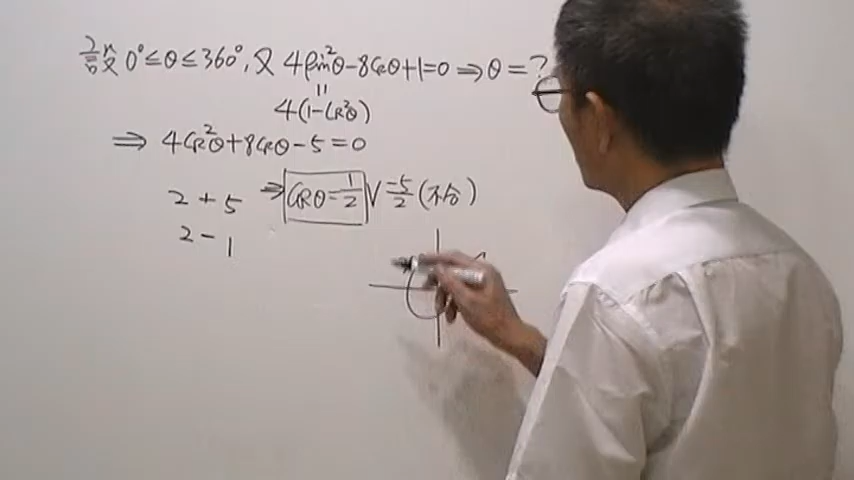 設 0°≤θ≤360°, 又 4sin²θ-8cosθ+1=0 ⇒ θ=?
4(1-cos²θ)
⇒ 4cos²θ+8cosθ-5=0
2 + 5 ⇒ cosθ=1/2 ∨ -5/2 (不合)
2 - 1